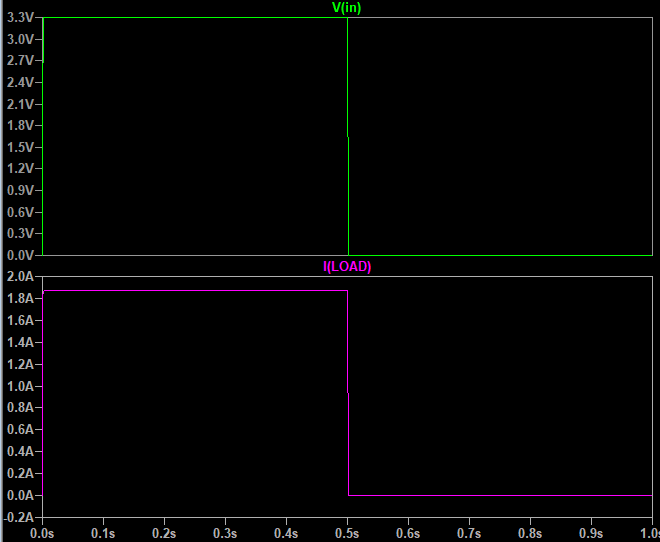 V(in)
3.3V
3.0V
2.7V
2.4V
2.1V
1.8V
1.5V
1.2V
0.9V
0.6V
0.3V
0.0V
I(LOAD)
2.0A
1.8A
1.6A
1.4A
1.2A
1.0A
0.8A
0.6A
0.4A
0.2A
0.0A
-0.2A
0.0s 0.1s 0.2s 0.3s 0.4s 0.5s 0.6s 0.7s 0.8s 0.9s 1.0s